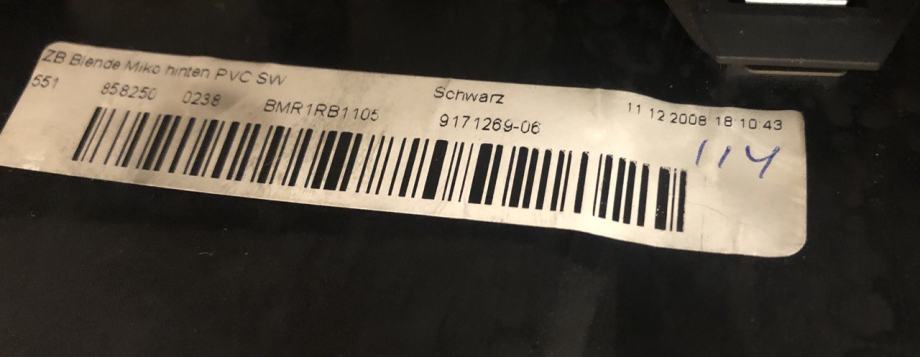 ZB Blende Miko hinten PVC SW
551 858250 0238 BMR1RB1105 Schwarz 9171269-06 11 12 2008 18 10:43
114